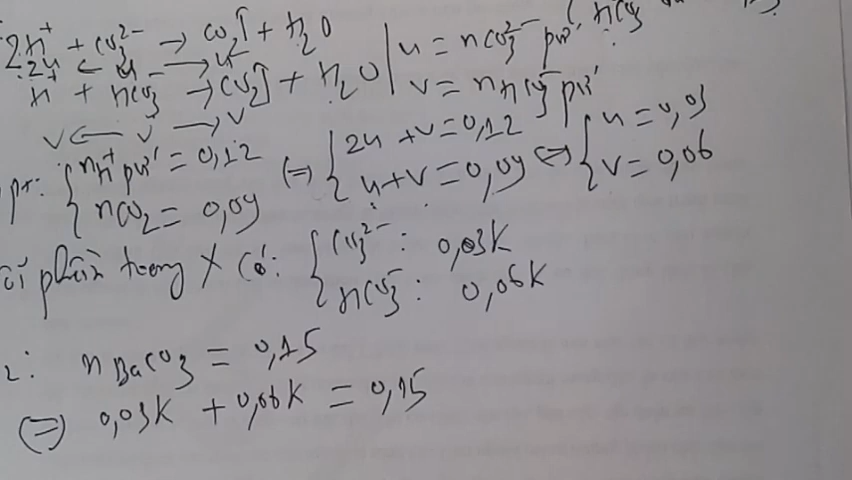 2H⁺ + CO₃²⁻ → CO₂↑ + H₂O | u = nCO₃²⁻ pư
2u ← u → u
H⁺ + HCO₃⁻ → CO₂↑ + H₂O | v = nHCO₃⁻ pư
v ← v → v
pt: { nH⁺ pư = 0,12 ⇔ { 2u + v = 0,12 ⇔ { u = 0,03
nCO₂ = 0,09 u + v = 0,09 v = 0,06
phần trong X có: { CO₃²⁻ : 0,03K
HCO₃⁻ : 0,06K
2: nBaCO₃ = 0,15
⇔ 0,03K + 0,06K = 0,15